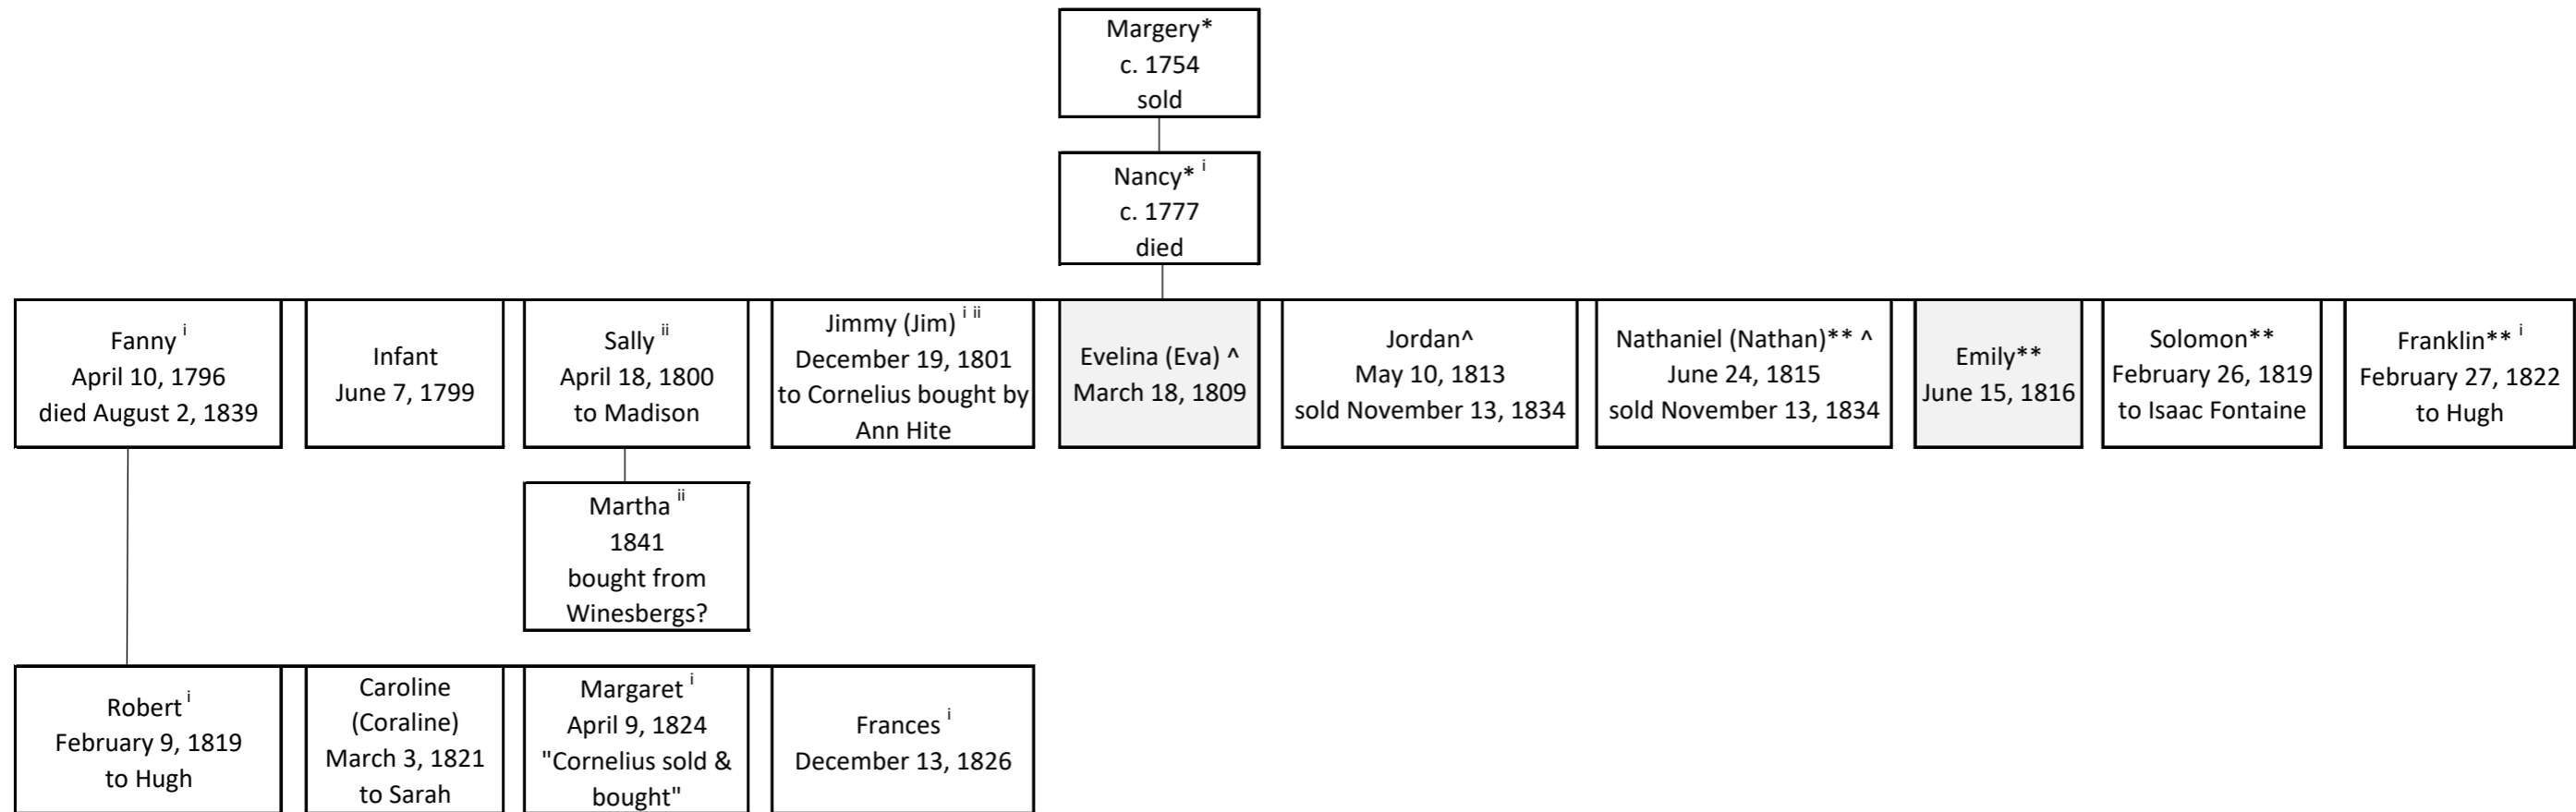 Margery*
c. 1754
sold
Nancy* i
c. 1777
died
Fanny i
April 10, 1796
died August 2, 1839
Infant
June 7, 1799
Sally ii
April 18, 1800
to Madison
Jimmy (Jim) i ii
December 19, 1801
to Cornelius bought by
Ann Hite
Evelina (Eva) ^
March 18, 1809
Jordan^
May 10, 1813
sold November 13, 1834
Nathaniel (Nathan)** ^
June 24, 1815
sold November 13, 1834
Emily**
June 15, 1816
Solomon**
February 26, 1819
to Isaac Fontaine
Franklin** i
February 27, 1822
to Hugh
Martha ii
1841
bought from
Winesbergs?
Robert i
February 9, 1819
to Hugh
Caroline
(Coraline)
March 3, 1821
to Sarah
Margaret i
April 9, 1824
"Cornelius sold &
bought"
Frances i
December 13, 1826